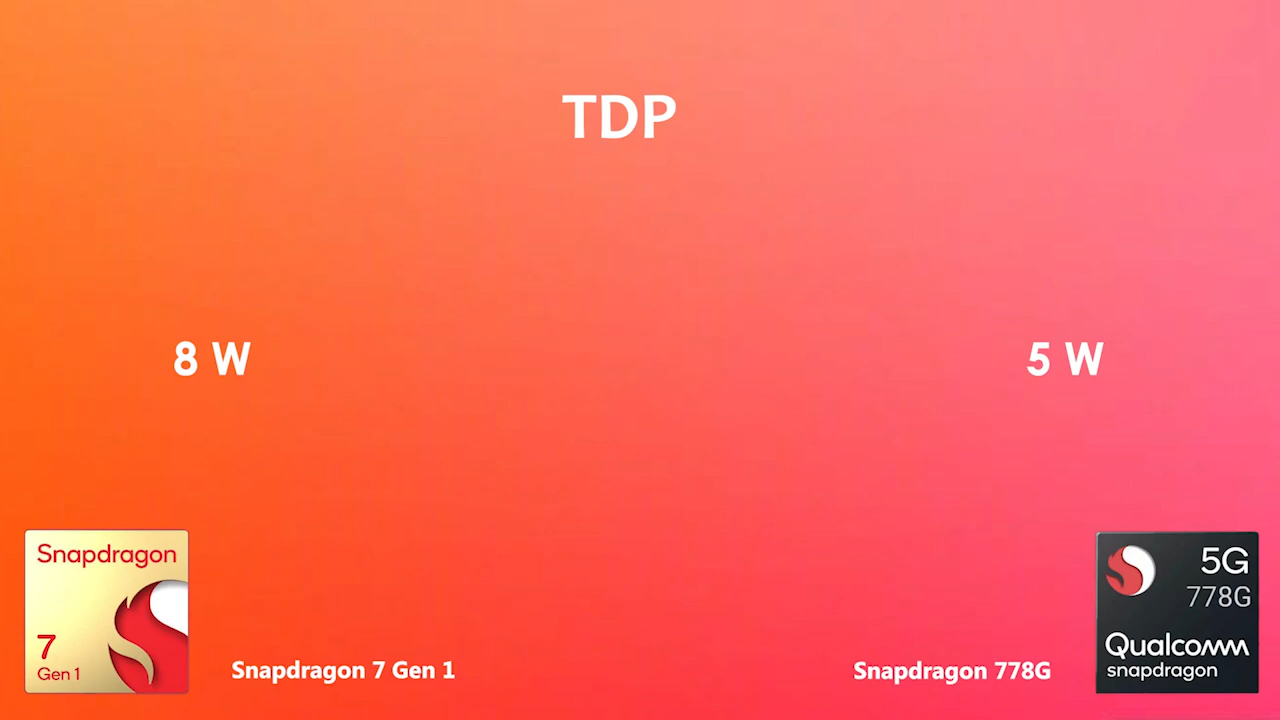 TDP
8 W
5 W
Snapdragon
7
Gen 1
Snapdragon 7 Gen 1
Snapdragon 778G
5G
778G
Qualcomm
snapdragon